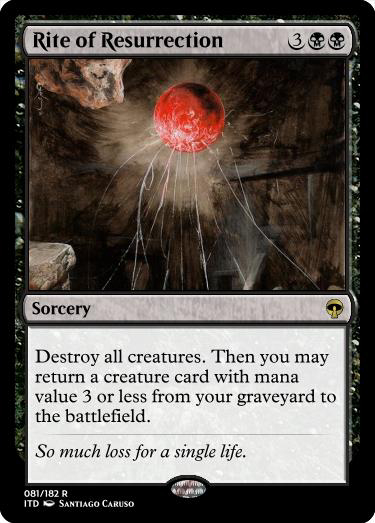 Rite of Resurrection 3
Sorcery
Destroy all creatures. Then you may
return a creature card with mana
value 3 or less from your graveyard to
the battlefield.
So much loss for a single life.
081/182 R
ITD Santiago Caruso